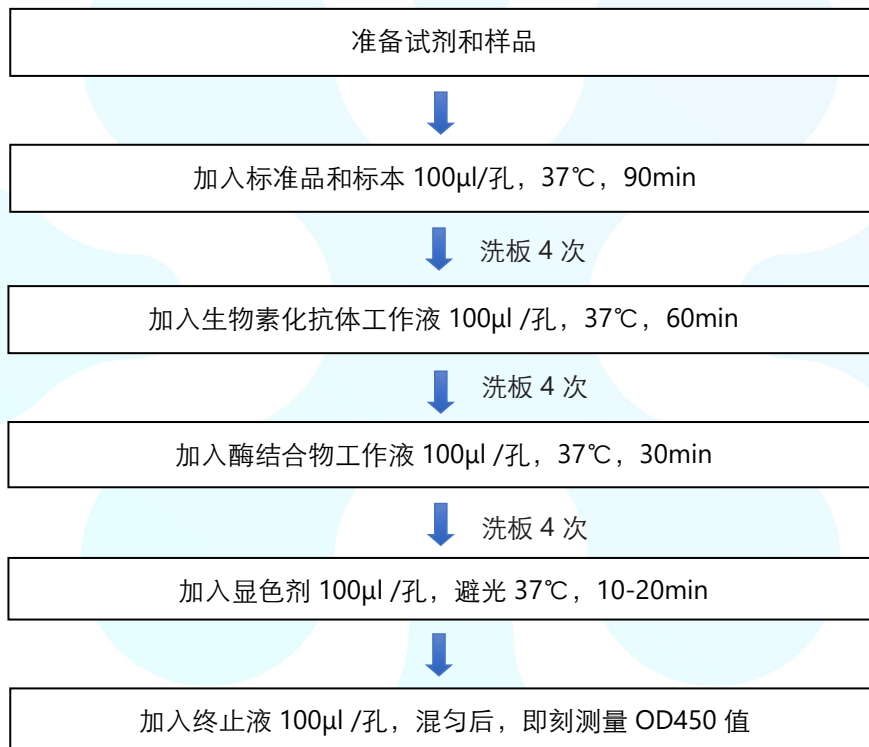 准备试剂和样品
加入标准品和标本 100μl/孔，37℃，90min
洗板 4 次
加入生物素化抗体工作液 100μl /孔，37℃，60min
洗板 4 次
加入酶结合物工作液 100μl /孔，37℃，30min
洗板 4 次
加入显色剂 100μl /孔，避光 37℃，10-20min
加入终止液 100μl /孔，混匀后，即刻测量 OD450 值